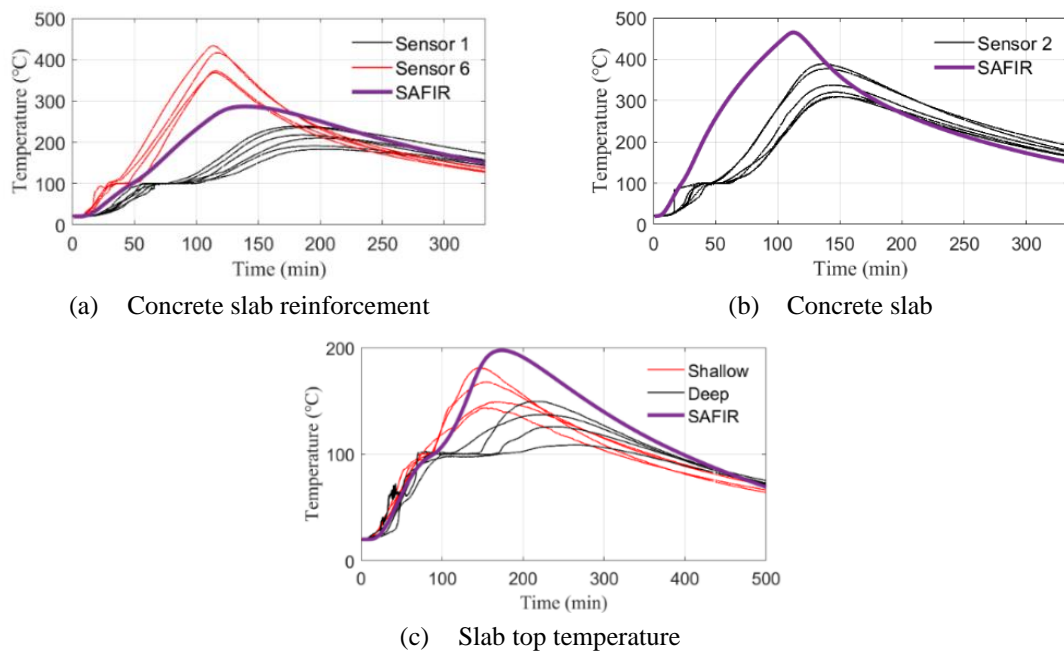 500
400
300
200
100
0
Temperature (°C)
Sensor 1
Sensor 6
SAFIR
0 50 100 150 200 250 300
Time (min)
(a) Concrete slab reinforcement
500
400
300
200
100
0
Temperature (°C)
Sensor 2
SAFIR
0 50 100 150 200 250 300
Time (min)
(b) Concrete slab
200
100
0
Temperature (°C)
Shallow
Deep
SAFIR
0 100 200 300 400 500
Time (min)
(c) Slab top temperature